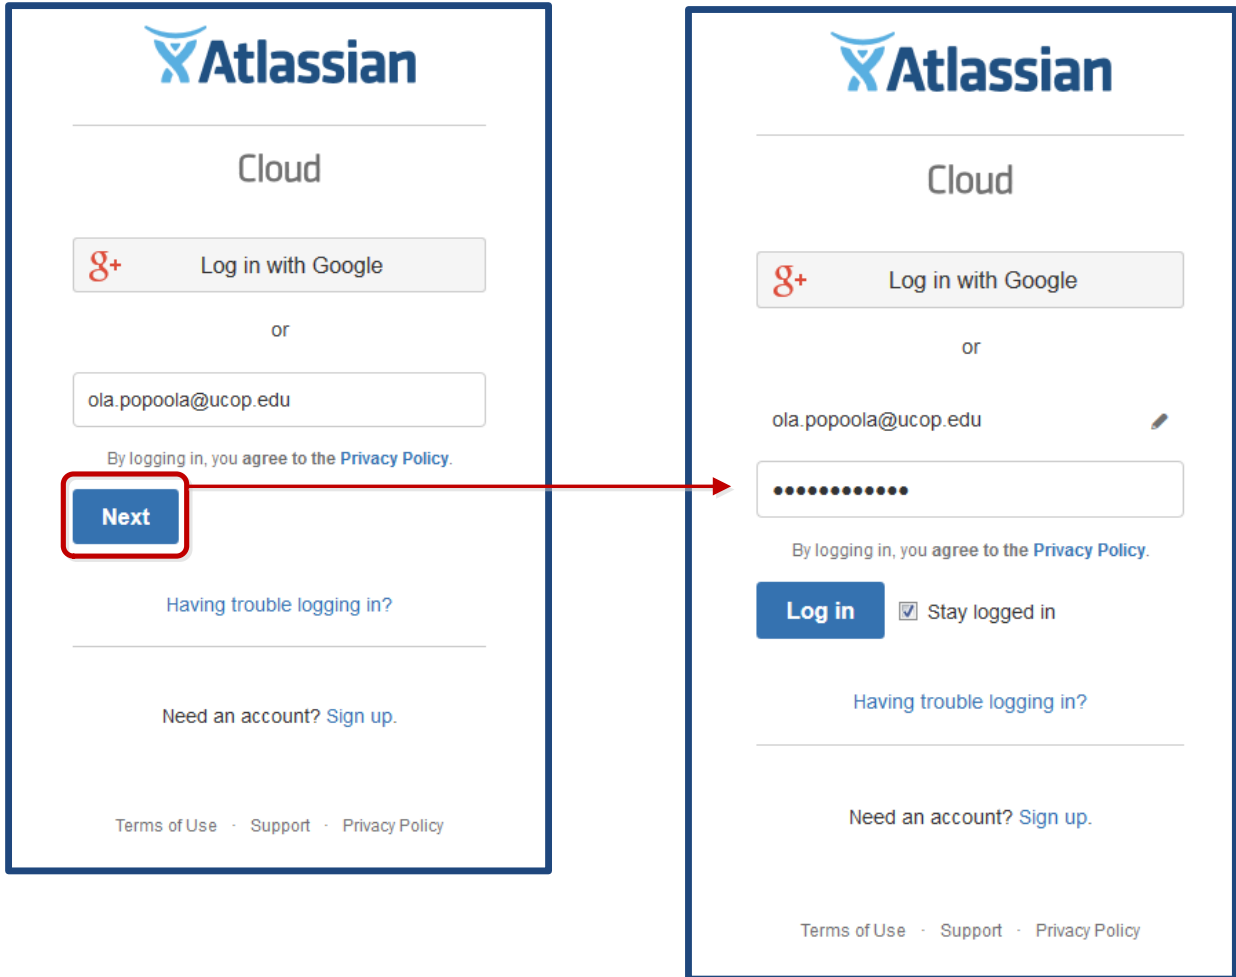 Atlassian
Cloud
g+ Log in with Google
or
ola.popoola@ucop.edu
By logging in, you agree to the Privacy Policy.
Next
Having trouble logging in?
Need an account? Sign up.
Terms of Use · Support · Privacy Policy
Atlassian
Cloud
g+ Log in with Google
or
ola.popoola@ucop.edu
••••••••••••
By logging in, you agree to the Privacy Policy.
Log in Stay logged in
Having trouble logging in?
Need an account? Sign up.
Terms of Use · Support · Privacy Policy